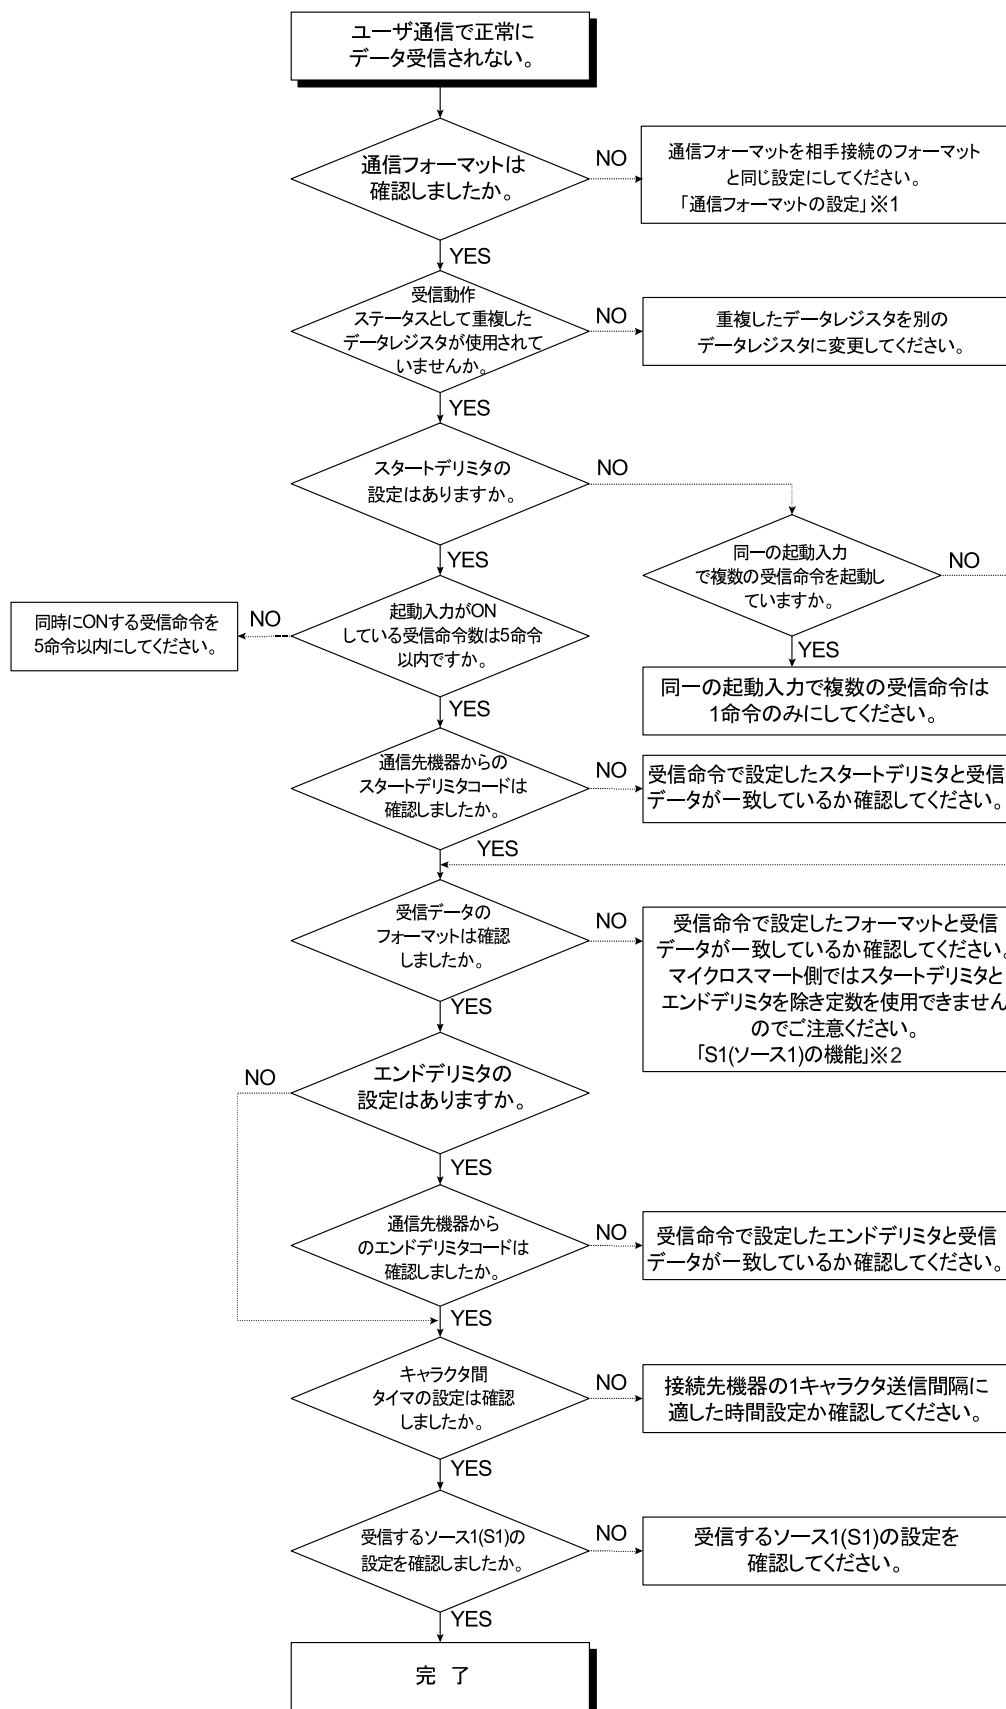 ユーザ通信で正常に
データ受信されない。
通信フォーマットは
確認しましたか。
NO
通信フォーマットを相手接続のフォーマット
と同じ設定にしてください。
「通信フォーマットの設定」※1
YES
受信動作
ステータスとして重複した
データレジスタが使用されて
いませんか。
NO
重複したデータレジスタを別の
データレジスタに変更してください。
YES
スタートデリミタの
設定はありますか。
NO
同一の起動入力
で複数の受信命令を起動し
ていますか。
NO
YES
同一の起動入力で複数の受信命令は
1命令のみにしてください。
YES
起動入力がON
している受信命令数は5命令
以内ですか。
NO
同時にONする受信命令を
5命令以内にしてください。
YES
通信先機器からの
スタートデリミタコードは
確認しましたか。
NO
受信命令で設定したスタートデリミタと受信
データが一致しているか確認してください。
YES
受信データの
フォーマットは確認
しましたか。
NO
受信命令で設定したフォーマットと受信
データが一致しているか確認してください。
マイクロスマート側ではスタートデリミタと
エンドデリミタを除き定数を使用できません
のでご注意ください。
「S1(ソース1)の機能」※2
YES
エンドデリミタの
設定はありますか。
NO
YES
通信先機器から
のエンドデリミタコードは
確認しましたか。
NO
受信命令で設定したエンドデリミタと受信
データが一致しているか確認してください。
YES
キャラクタ間
タイマの設定は確認
しましたか。
NO
接続先機器の1キャラクタ送信間隔に
適した時間設定か確認してください。
YES
受信するソース1(S1)の
設定を確認しましたか。
NO
受信するソース1(S1)の設定を
確認してください。
YES
完 了